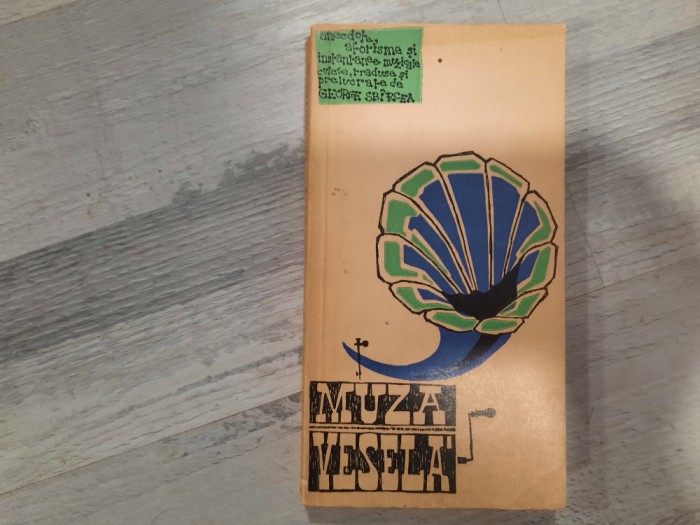 anecdote,
aforisme și
instantanee muzicale
culese, traduse și
prelucrate de
GEORGE SBÎRCEA
MUZA
VESELĂ